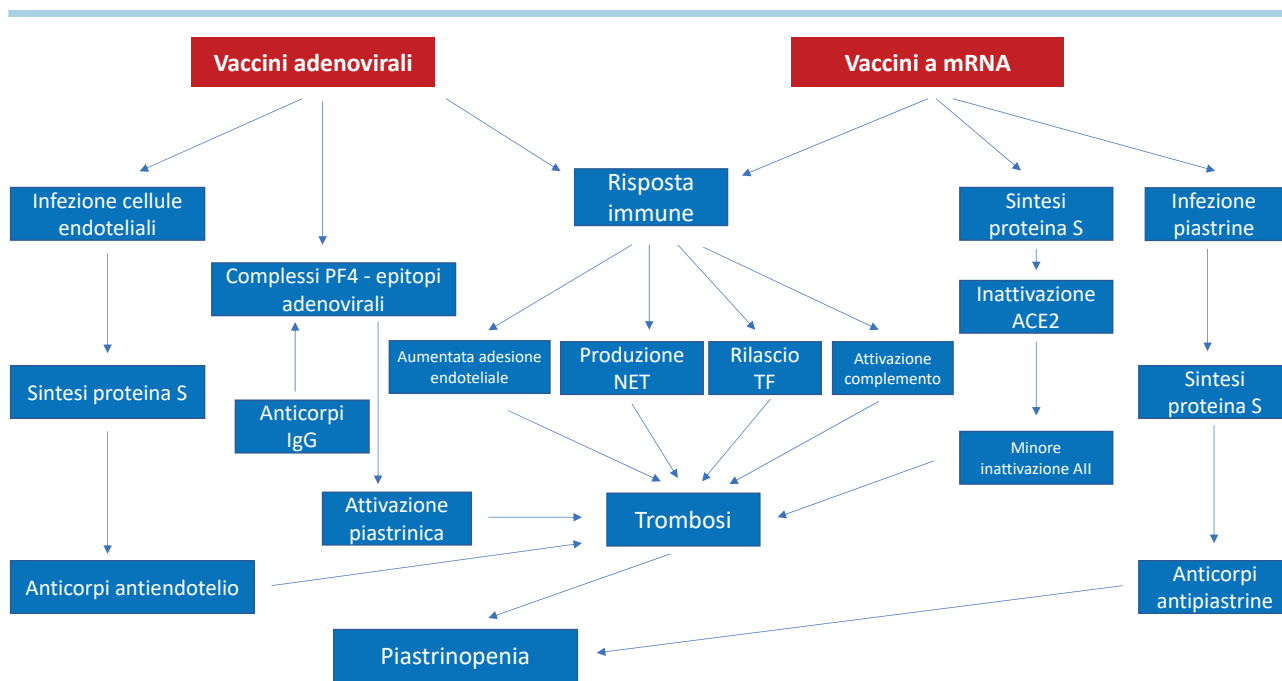 Vaccini adenovirali
Vaccini a mRNA
Infezione cellule
endoteliali
Risposta
immune
Sintesi
proteina S
Infezione
piastrine
Complessi PF4 - epitopi
adenovirali
Inattivazione
ACE2
Aumentata adesione
endoteliale
Produzione
NET
Rilascio
TF
Attivazione
complemento
Sintesi proteina S
Sintesi
proteina S
Anticorpi
IgG
Minore
inattivazione AII
Attivazione
piastrinica
Trombosi
Anticorpi antiendotelio
Anticorpi
antipiastrine
Piastrinopenia